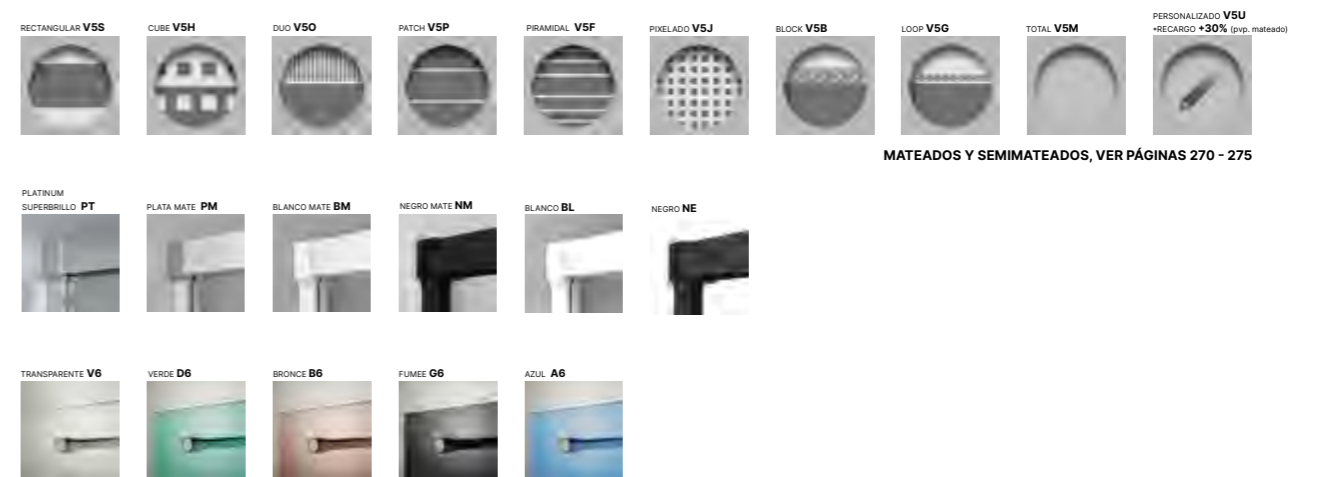 RECTANGULAR V5S
CUBE V5H
DUO V5O
PATCH V5P
PIRAMIDAL V5F
PIXELADO V5J
BLOCK V5B
LOOP V5G
TOTAL V5M
PERSONALIZADO V5U
*RECARGO +30% (pvp. mateado)
MATEADOS Y SEMIMATEADOS, VER PÁGINAS 270 - 275
PLATINUM
SUPERBRILLO PT
PLATA MATE PM
BLANCO MATE BM
NEGRO MATE NM
BLANCO BL
NEGRO NE
TRANSPARENTE V6
VERDE D6
BRONCE B6
FUMEE G6
AZUL A6